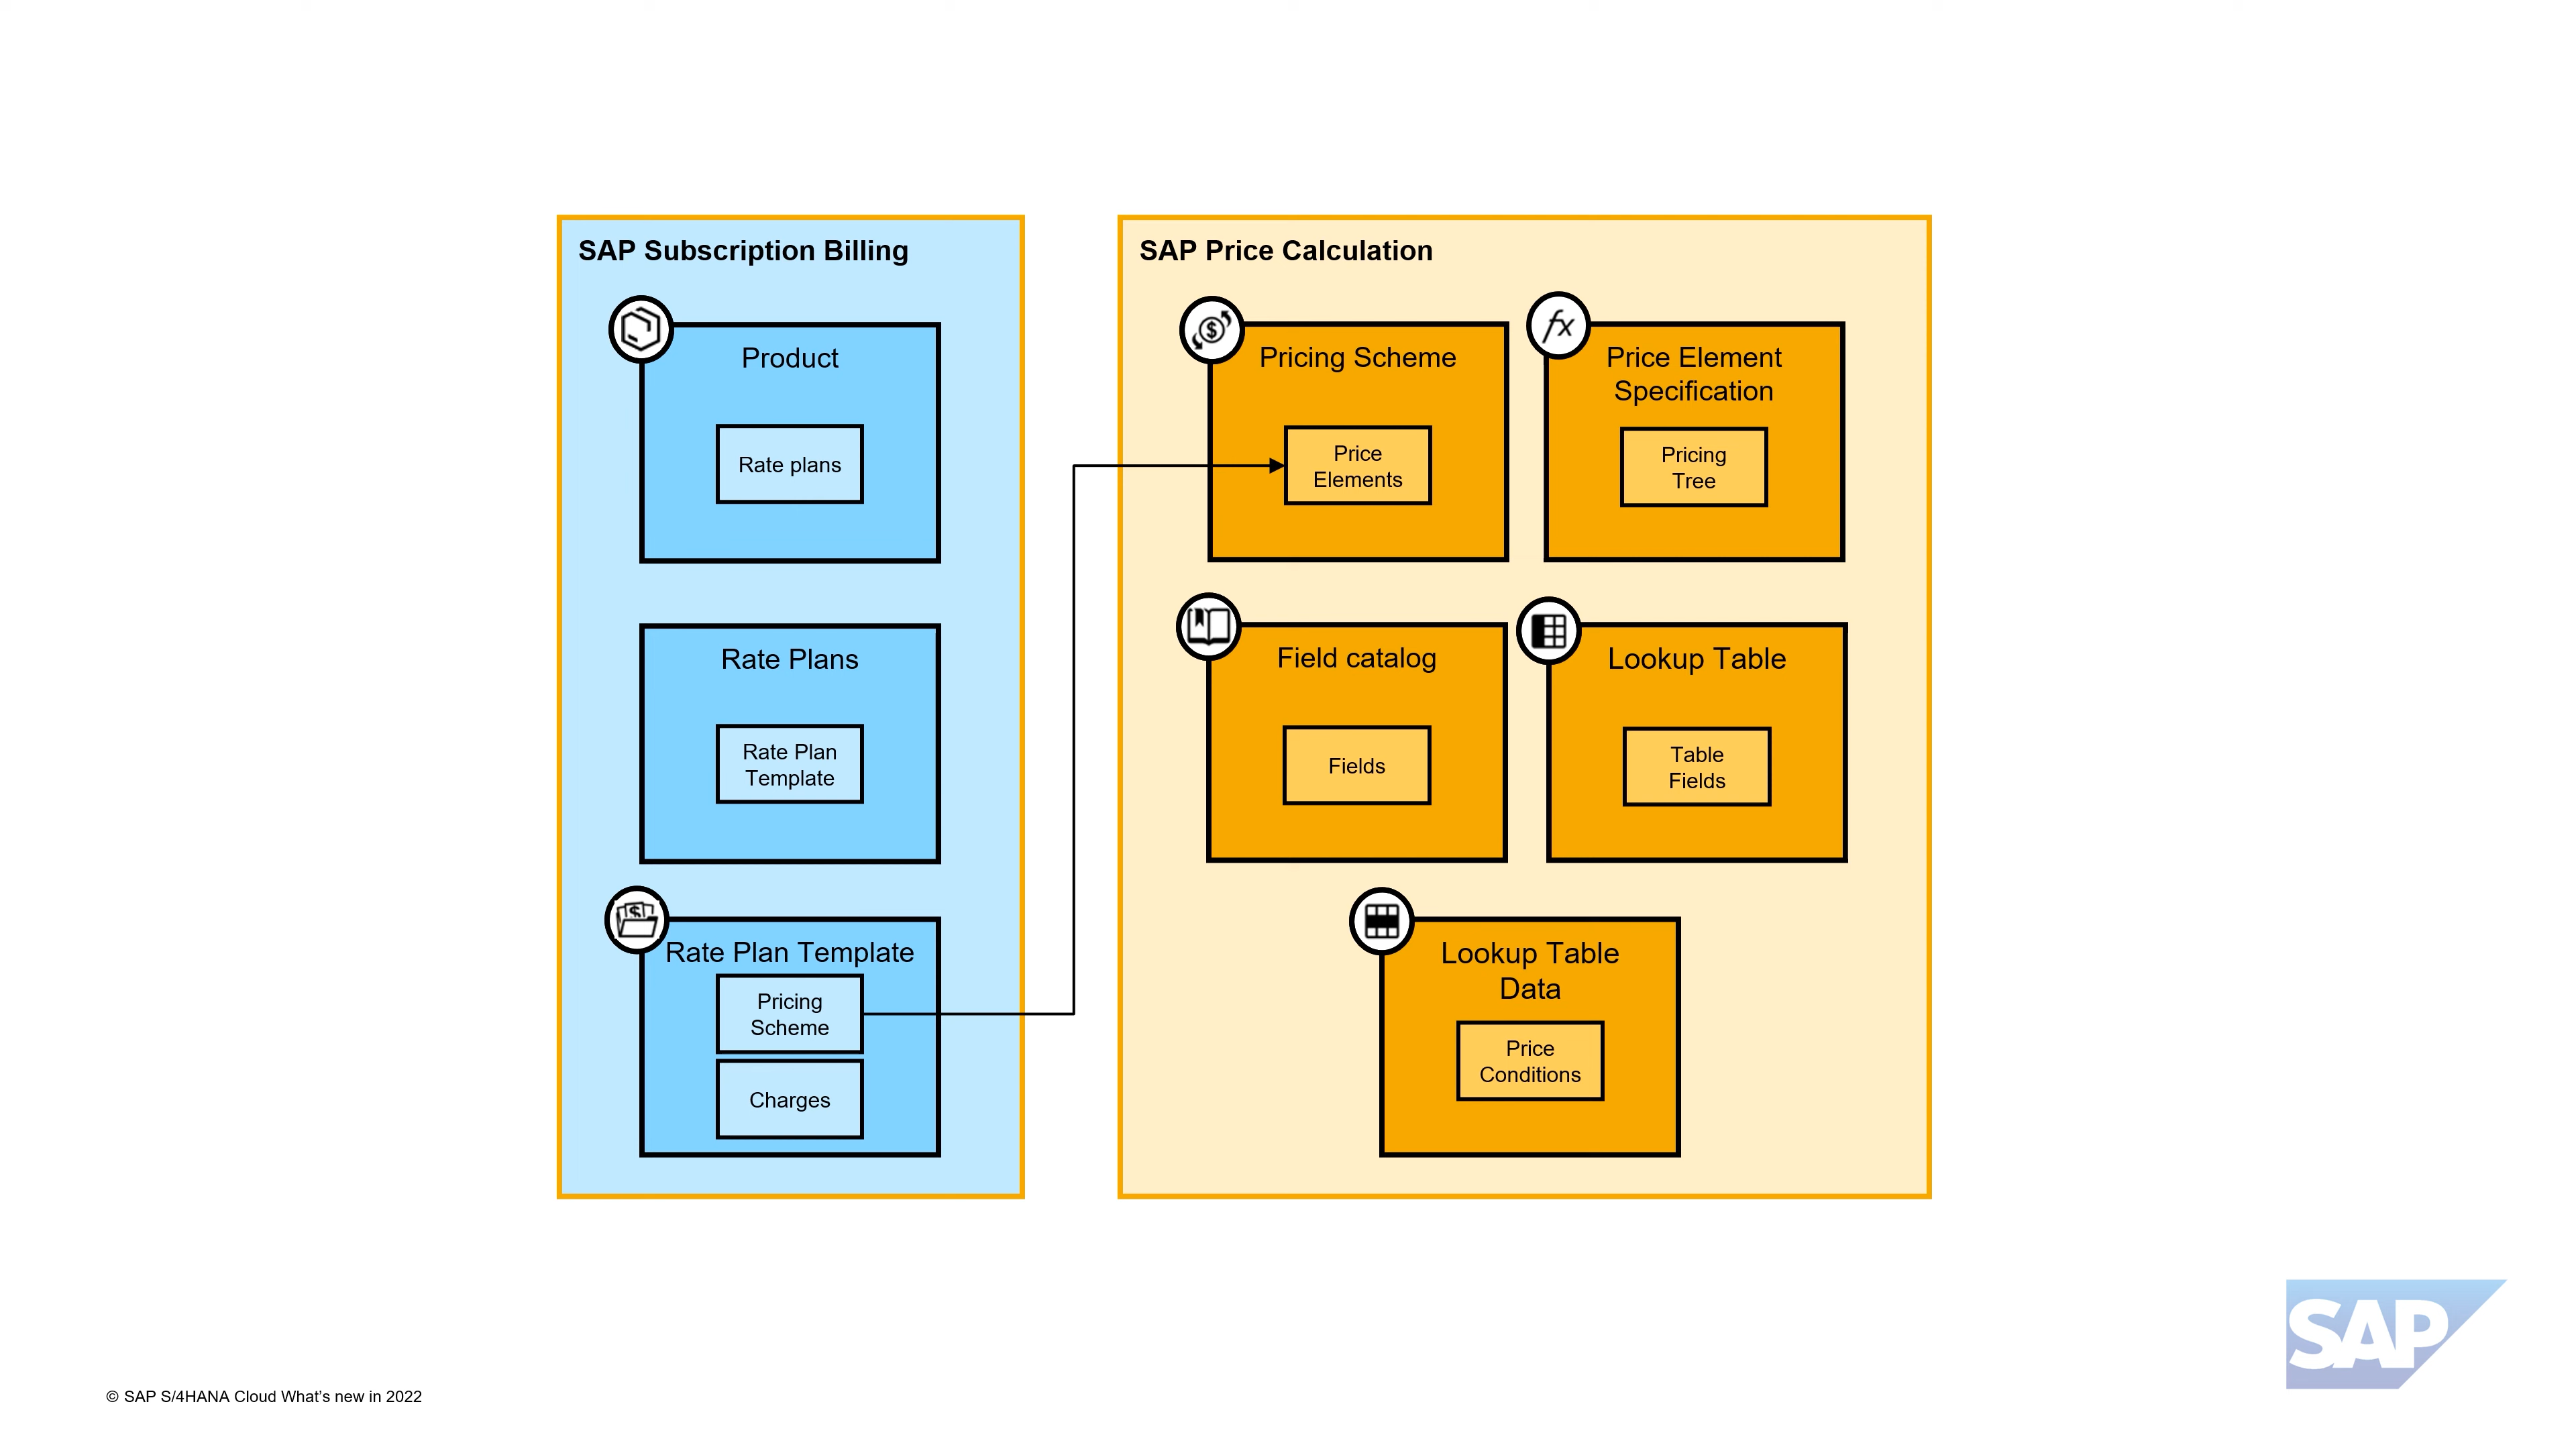 SAP Subscription Billing
Product
Rate plans
Rate Plans
Rate Plan
Template
Rate Plan Template
Pricing
Scheme
Charges
SAP Price Calculation
$
Pricing Scheme
Price
Elements
fx
Price Element
Specification
Pricing
Tree
Field catalog
Fields
Lookup Table
Table
Fields
Lookup Table
Data
Price
Conditions
$
SAP
© SAP S/4HANA Cloud What's new in 2022